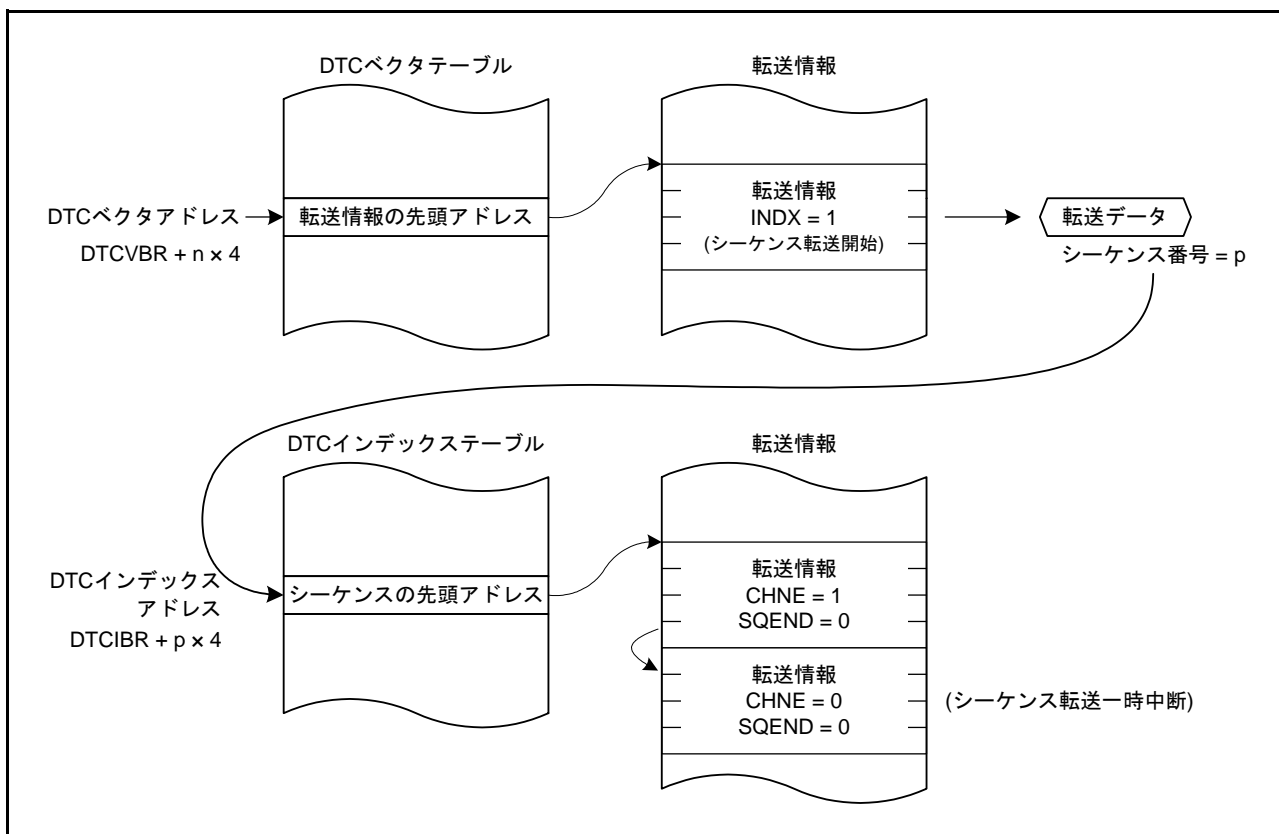 DTCベクタテーブル
転送情報
DTCベクタアドレス
DTCVBR + n × 4
転送情報の先頭アドレス
転送情報
INDX = 1
(シーケンス転送開始)
転送データ
シーケンス番号 = p
DTCインデックステーブル
転送情報
DTCインデックス
アドレス
DTCIBR + p × 4
シーケンスの先頭アドレス
転送情報
CHNE = 1
SQEND = 0
転送情報
CHNE = 0
SQEND = 0
(シーケンス転送一時中断)